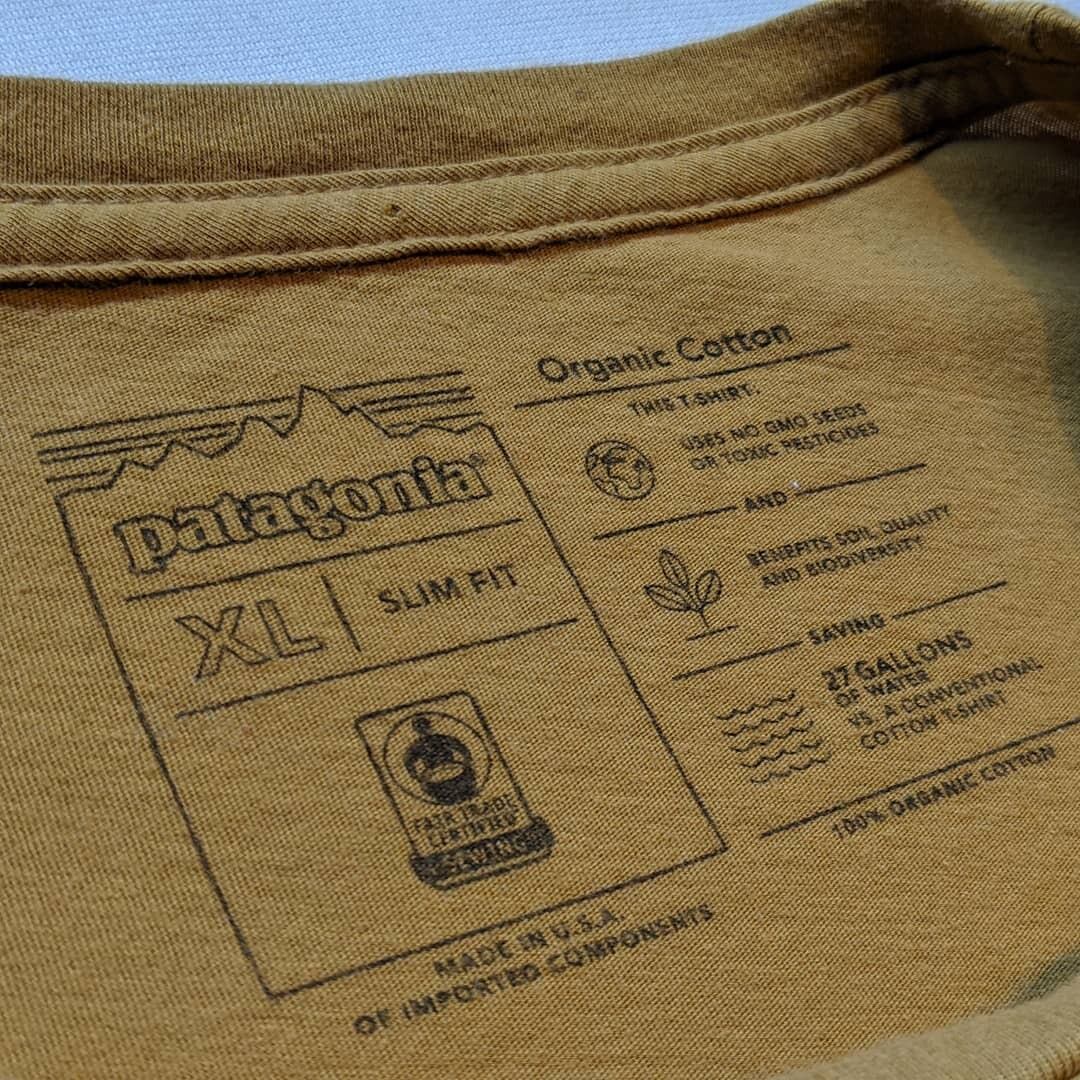 patagonia®
XL
SLIM FIT
FAIR TRADE
CERTIFIED™
SEWING
MADE IN U.S.A.
OF IMPORTED COMPONENTS
Organic Cotton
THIS T-SHIRT:
USES NO GMO SEEDS
OR TOXIC PESTICIDES
AND
BENEFITS SOIL QUALITY
AND BIODIVERSITY
SAVING
27 GALLONS
OF WATER
VS. A CONVENTIONAL
COTTON T-SHIRT
100% ORGANIC COTTON